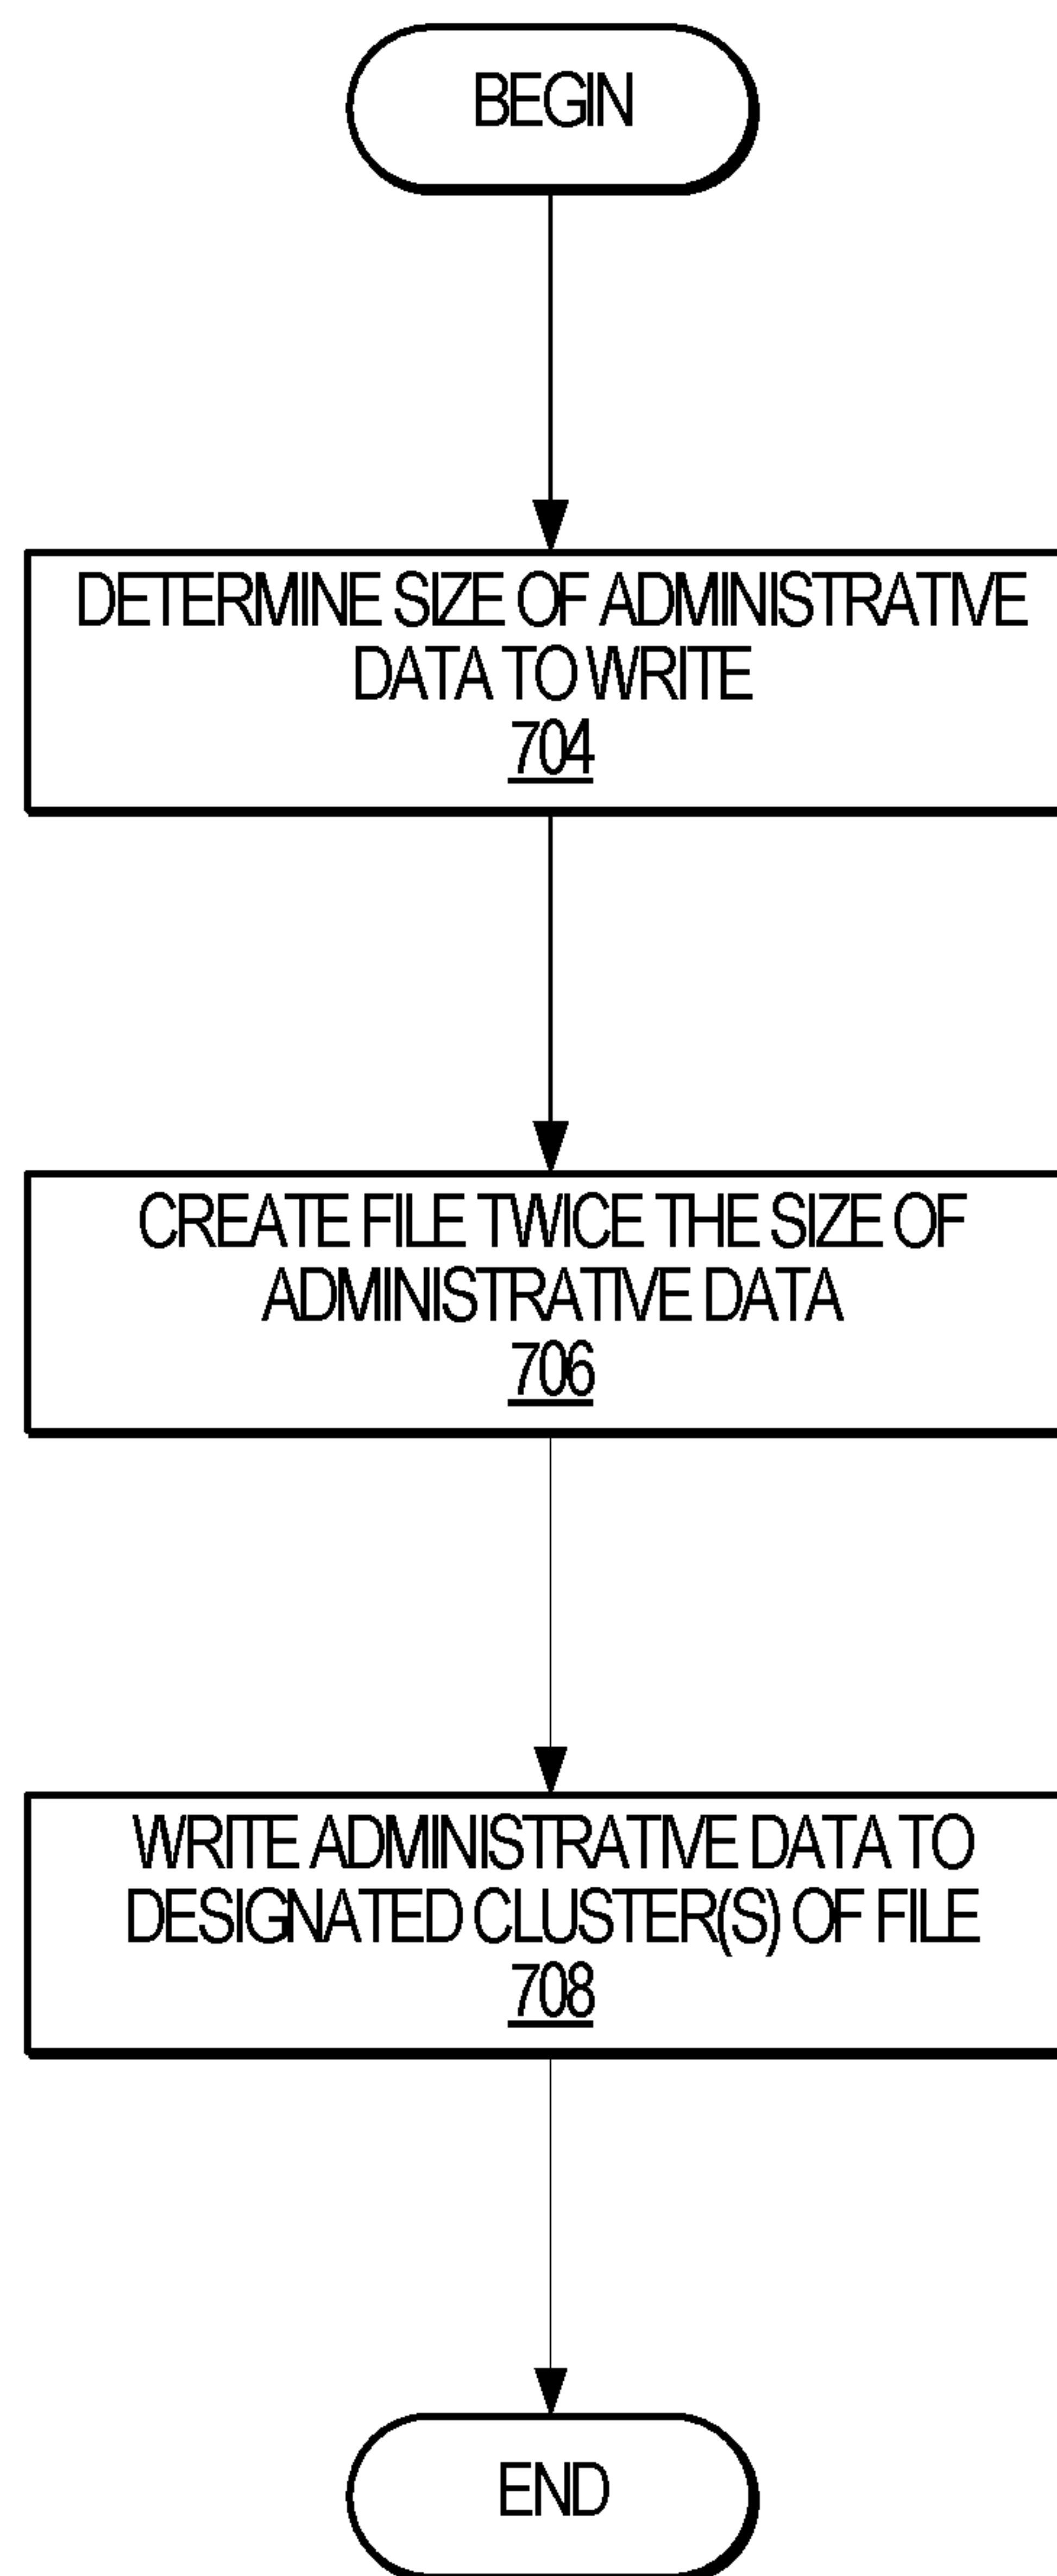 BEGIN
DETERMINE SIZE OF ADMINISTRATIVE
DATA TO WRITE
704
CREATE FILE TWICE THE SIZE OF
ADMINISTRATIVE DATA
706
WRITE ADMINISTRATIVE DATA TO
DESIGNATED CLUSTER(S) OF FILE
708
END